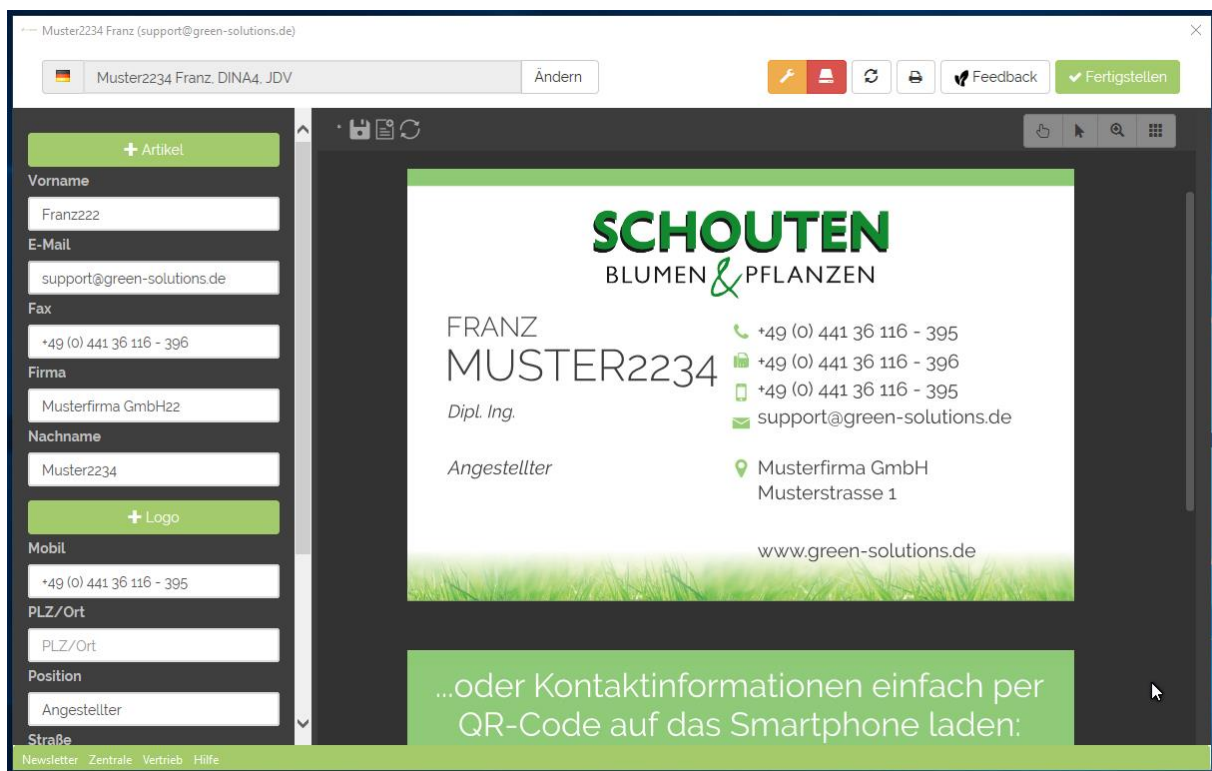 Muster2234 Franz (support@green-solutions.de)
Muster2234 Franz, DINA4, JDV
Ändern
Feedback
Fertigstellen
Artikel
Vorname
Franz222
E-Mail
support@green-solutions.de
Fax
+49 (0) 441 36 116 - 396
Firma
Musterfirma GmbH22
Nachname
Muster2234
Logo
Mobil
+49 (0) 441 36 116 - 395
PLZ/Ort
PLZ/Ort
Position
Angestellter
Straße
SCHOUTEN
BLUMEN & PFLANZEN
FRANZ
MUSTER2234
Dipl. Ing.
Angestellter
+49 (0) 441 36 116 - 395
+49 (0) 441 36 116 - 396
+49 (0) 441 36 116 - 395
support@green-solutions.de
Musterfirma GmbH
Musterstrasse 1
www.green-solutions.de
...oder Kontaktinformationen einfach per
QR-Code auf das Smartphone laden:
Newsletter Zentrale Vertrieb Hilfe